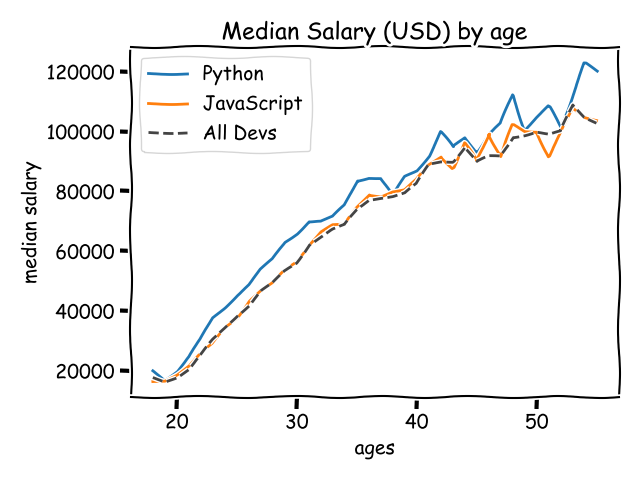 Median Salary (USD) by age
Python
JavaScript
All Devs
120000
100000
80000
60000
40000
20000
median salary
20 30 40 50
ages